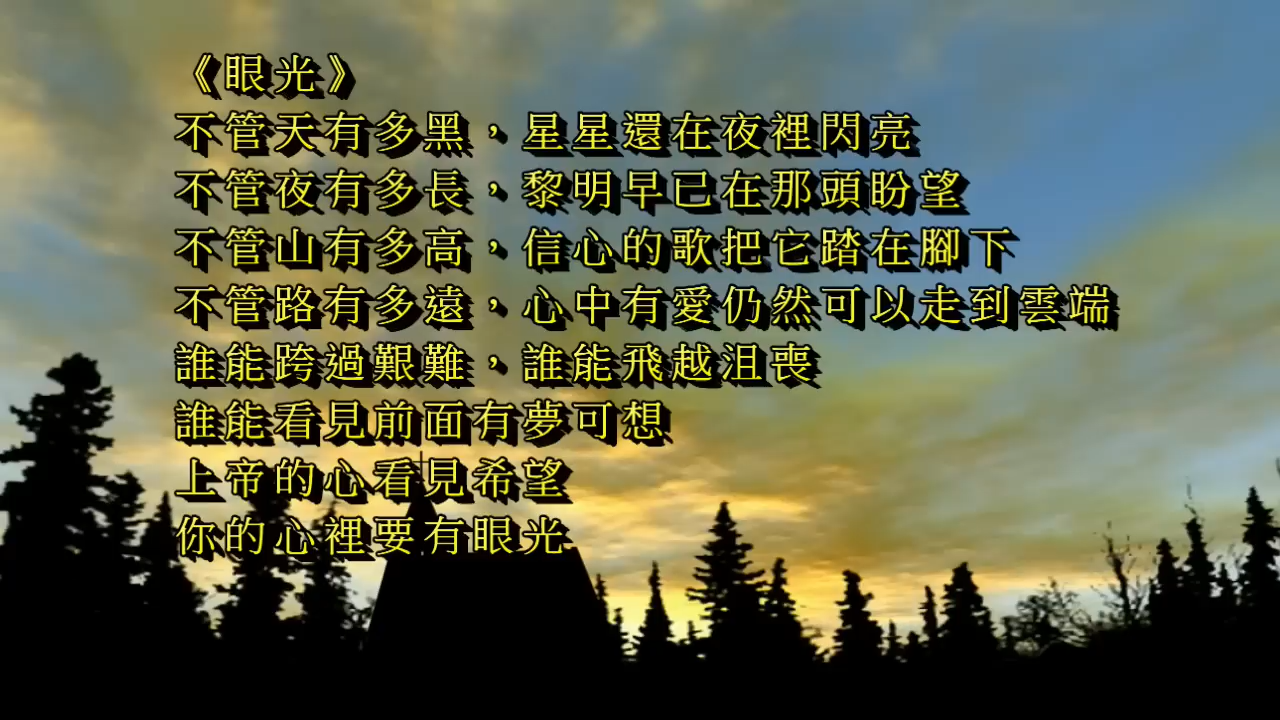 《眼光》
不管天有多黑，星星還在夜裡閃亮
不管夜有多長，黎明早已在那頭盼望
不管山有多高，信心的歌把它踏在腳下
不管路有多遠，心中有愛仍然可以走到雲端
誰能跨過艱難，誰能飛越沮喪
誰能看見前面有夢可想
上帝的心看見希望
你的心裡要有眼光